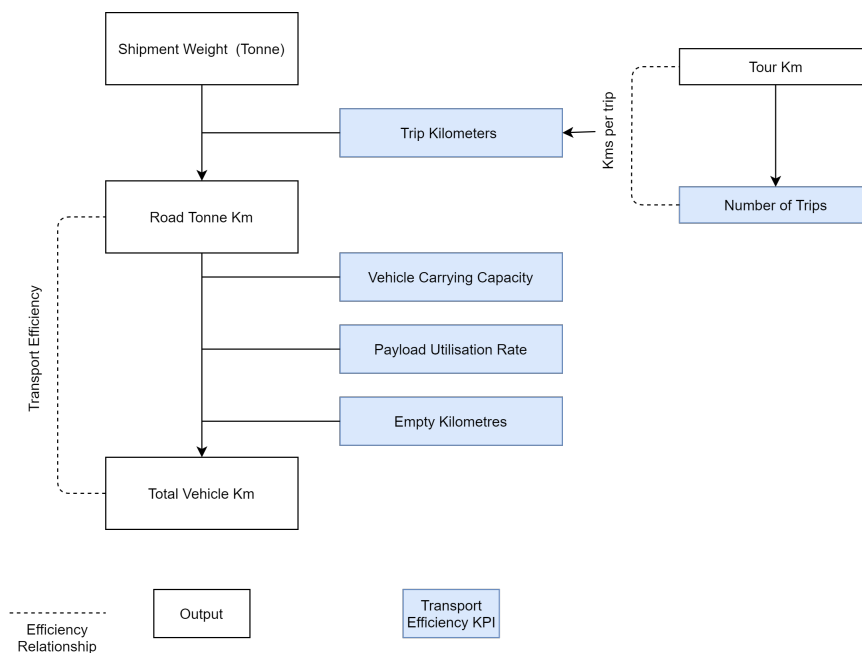 Shipment Weight (Tonne)
Tour Km
Trip Kilometers
Kms per trip
Number of Trips
Road Tonne Km
Vehicle Carrying Capacity
Transport Efficiency
Payload Utilisation Rate
Empty Kilometres
Total Vehicle Km
Efficiency
Relationship
Output
Transport
Efficiency KPI